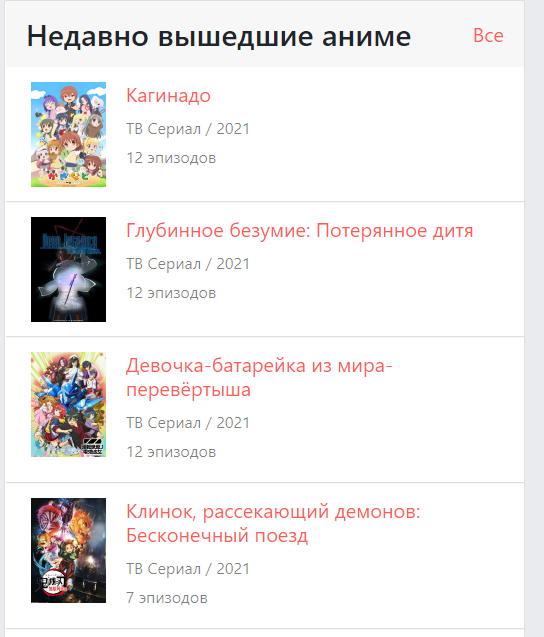 Недавно вышедшие аниме
Все
Кагинадо
ТВ Сериал / 2021
12 эпизодов
Глубинное безумие: Потерянное дитя
ТВ Сериал / 2021
12 эпизодов
Девочка-батарейка из мира-
перевёртыша
ТВ Сериал / 2021
12 эпизодов
Клинок, рассекающий демонов:
Бесконечный поезд
ТВ Сериал / 2021
7 эпизодов